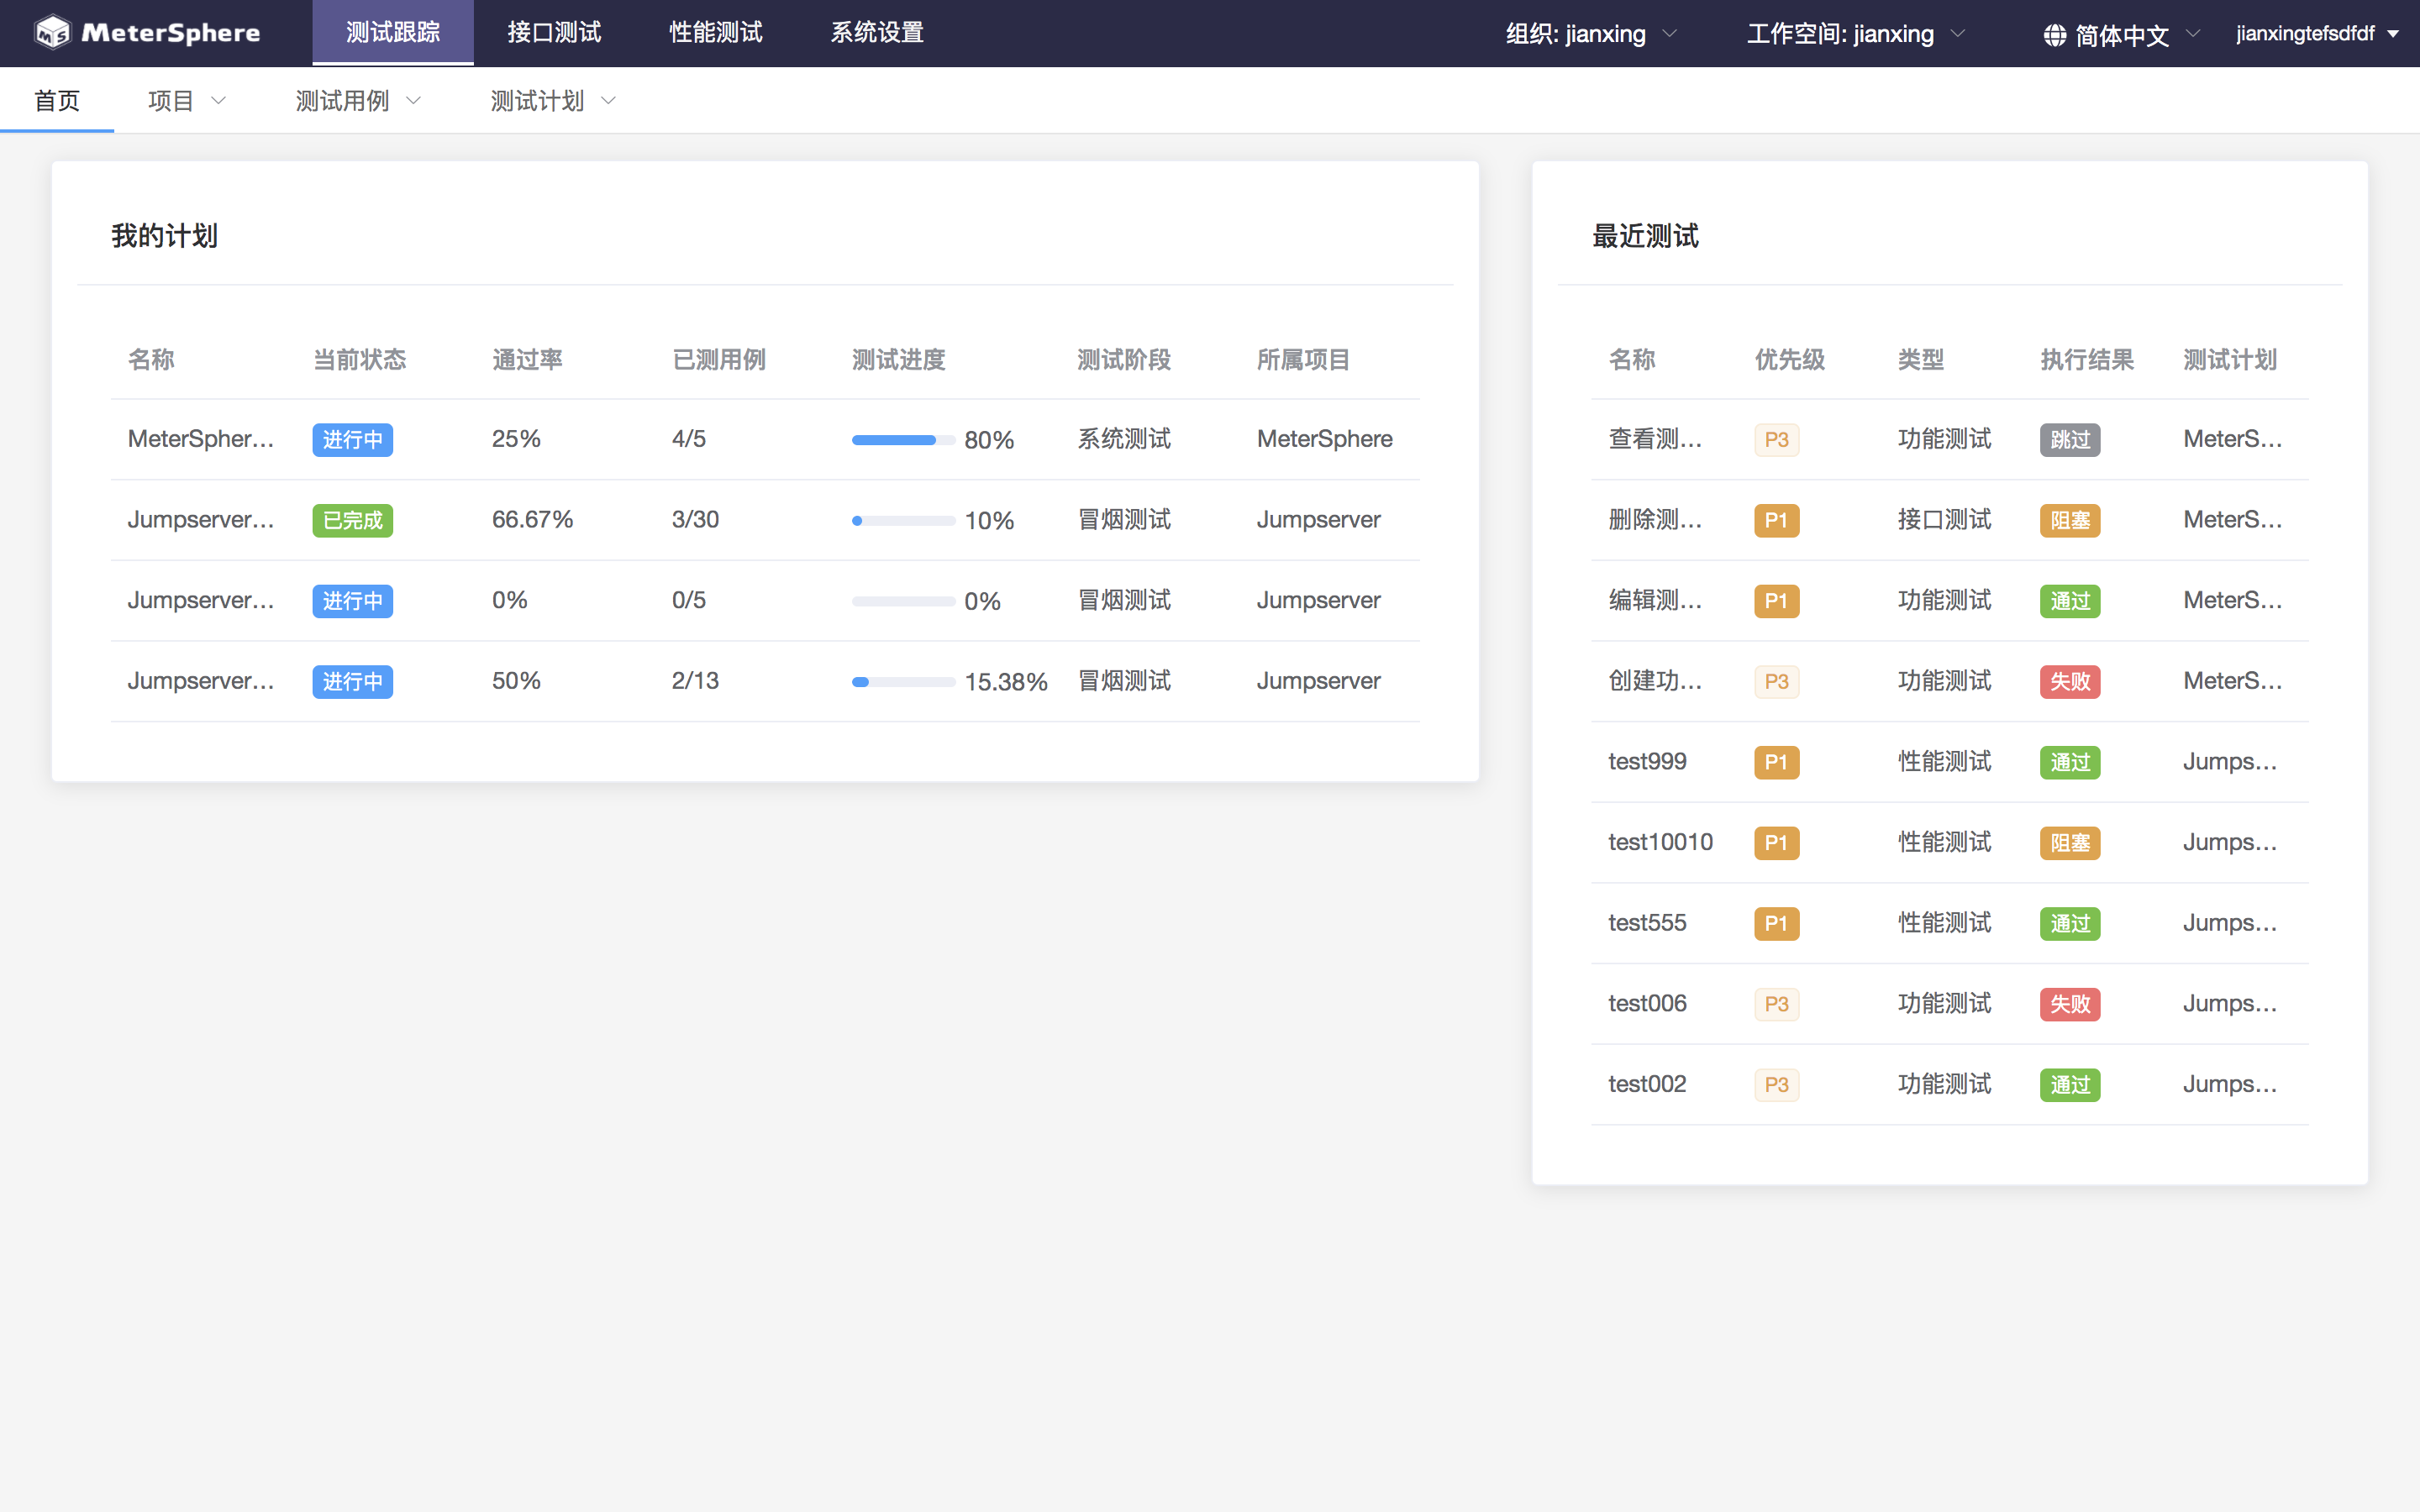 MeterSphere 测试跟踪 接口测试 性能测试 系统设置 组织: jianxing 工作空间: jianxing 简体中文 jianxingtefsdfdf
首页 项目 测试用例 测试计划
我的计划
名称 当前状态 通过率 已测用例 测试进度 测试阶段 所属项目
MeterSpher... 进行中 25% 4/5 80% 系统测试 MeterSphere
Jumpserver... 已完成 66.67% 3/30 10% 冒烟测试 Jumpserver
Jumpserver... 进行中 0% 0/5 0% 冒烟测试 Jumpserver
Jumpserver... 进行中 50% 2/13 15.38% 冒烟测试 Jumpserver
最近测试
名称 优先级 类型 执行结果 测试计划
查看测... P3 功能测试 跳过 MeterS...
删除测... P1 接口测试 阻塞 MeterS...
编辑测... P1 功能测试 通过 MeterS...
创建功... P3 功能测试 失败 MeterS...
test999 P1 性能测试 通过 Jumps...
test10010 P1 性能测试 阻塞 Jumps...
test555 P1 性能测试 通过 Jumps...
test006 P3 功能测试 失败 Jumps...
test002 P3 功能测试 通过 Jumps...